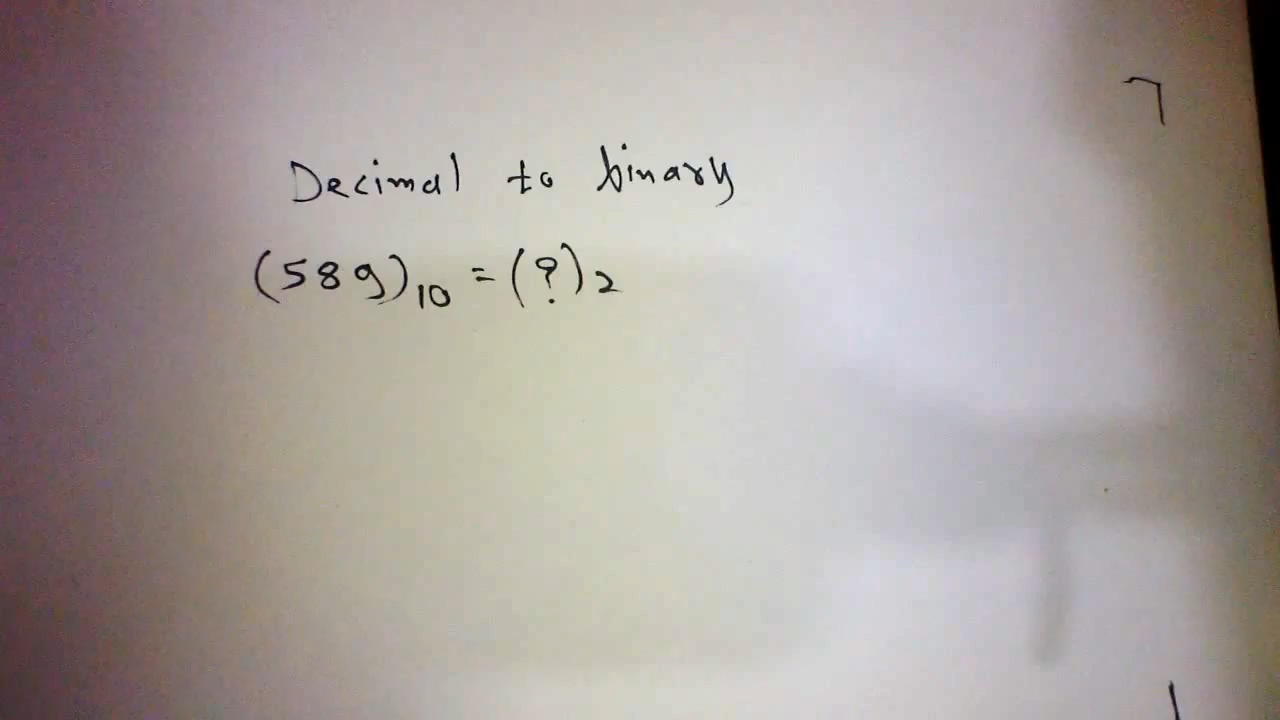 Decimal to binary
(589)₁₀ = (?)₂